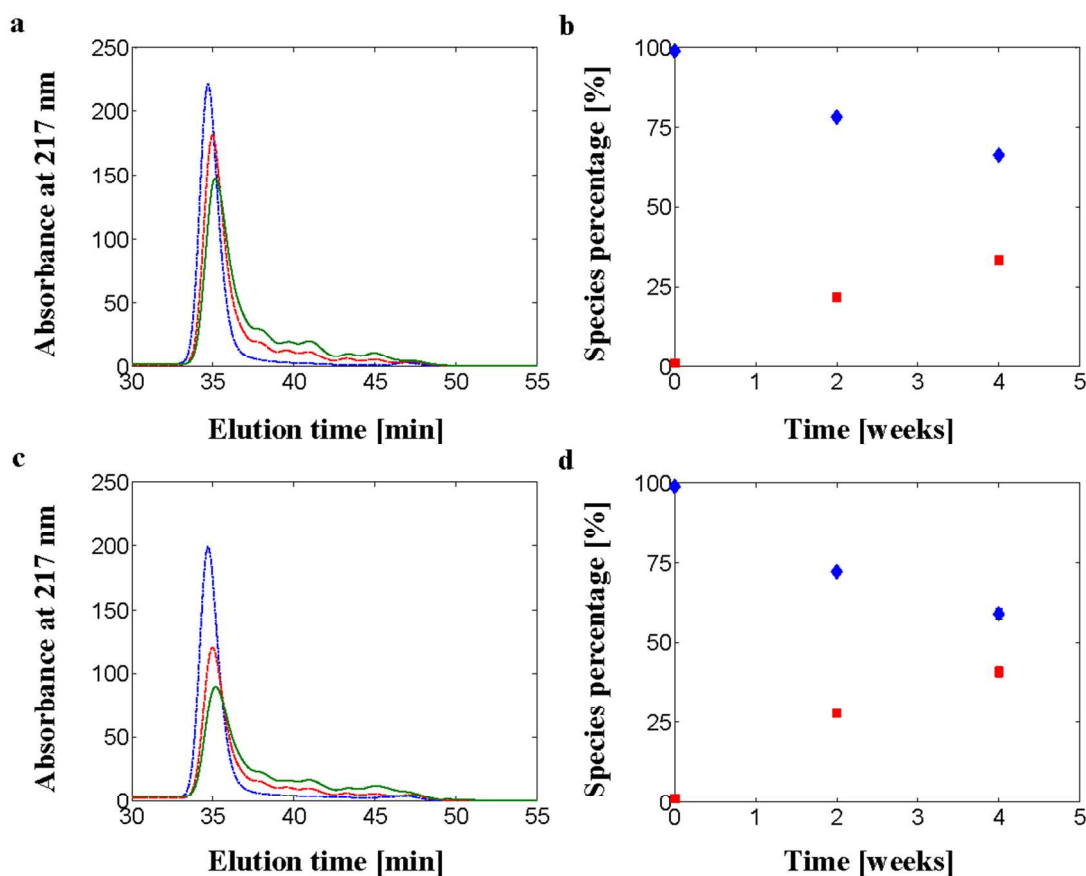 a
250
200
150
100
50
0
30 35 40 45 50 55
Absorbance at 217 nm
Elution time [min]
b
100
75
50
25
0
0 1 2 3 4 5
Species percentage [%]
Time [weeks]
c
250
200
150
100
50
0
30 35 40 45 50 55
Absorbance at 217 nm
Elution time [min]
d
100
75
50
25
0
0 1 2 3 4 5
Species percentage [%]
Time [weeks]